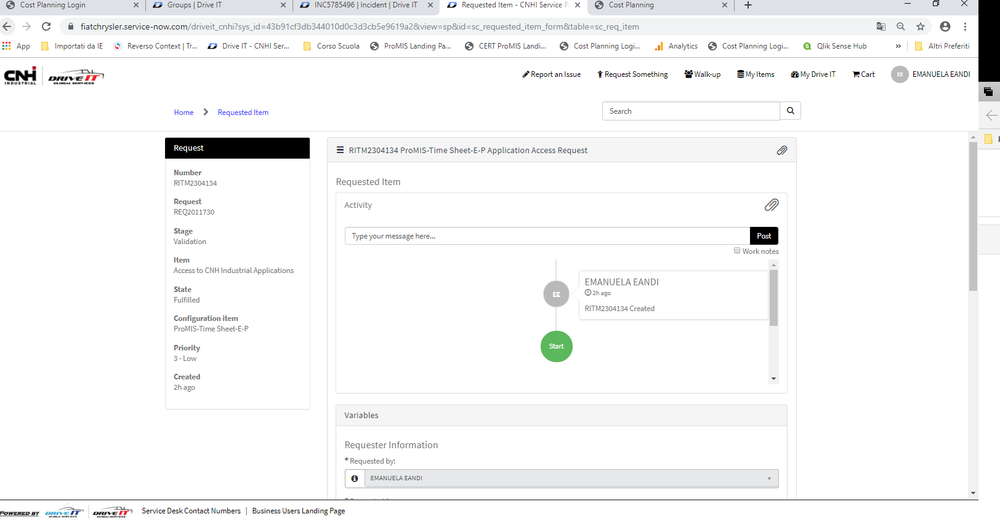 Cost Planning Login
Groups | Drive IT
INC5785496 | Incident | Drive IT
Requested Item - CNHI Service P
Cost Planning
fiatchrysler.service-now.com/driveit_cnhi?sys_id=43b91cf3db344010d0c3d3cb5e9619a2&view=sp&id=sc_requested_item_form&table=sc_req_item
App
Importati da IE
Reverso Context | Tr...
Drive IT - CNHI Ser...
Corso Scuola
ProMIS Landing Pa...
CERT ProMIS Landi...
Cost Planning Logi...
Analytics
Cost Planning Logi...
Qlik Sense Hub
»
Altri Preferiti
CNHI INDUSTRIAL
DRIVE IT GLOBAL SERVICES
Report an Issue
Request Something
Walk-up
My Items
My Drive IT
Cart
EE
EMANUELA EANDI
Home
Requested Item
Search
Request
Number
RITM2304134
Request
REQ2011730
Stage
Validation
Item
Access to CNH Industrial Applications
State
Fulfilled
Configuration item
ProMIS-Time Sheet-E-P
Priority
3 - Low
Created
2h ago
RITM2304134 ProMIS-Time Sheet-E-P Application Access Request
Requested Item
Activity
Type your message here...
Post
Work notes
EE
EMANUELA EANDI
2h ago
RITM2304134 Created
Start
Variables
Requester Information
* Requested by:
EMANUELA EANDI
POWERED BY
DRIVE IT GLOBAL SERVICES
DRIVE IT GLOBAL SERVICES
Service Desk Contact Numbers | Business Users Landing Page